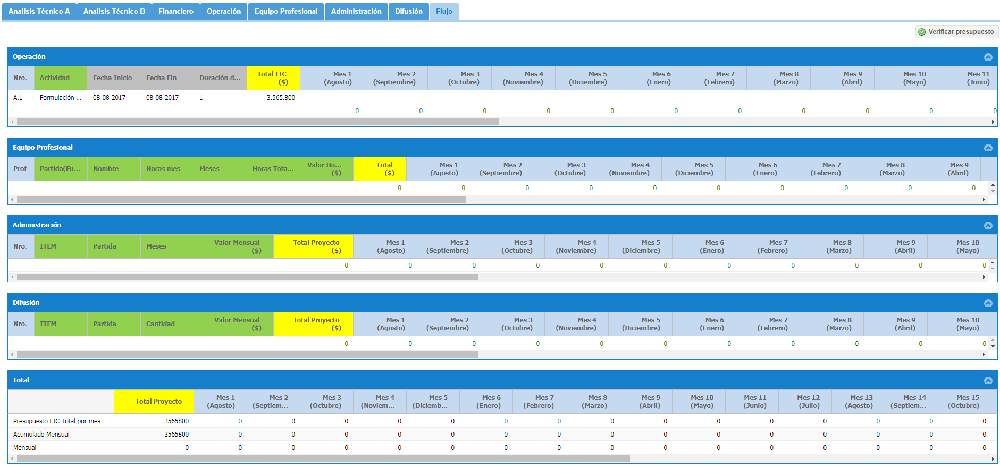 Analisis Técnico A Analisis Técnico B Financiero Operación Equipo Profesional Administración Difusión Flujo
Verificar presupuesto
Operación
Nro. Actividad Fecha Inicio Fecha Fin Duración d... Total FIC ($) Mes 1 (Agosto) Mes 2 (Septiembre) Mes 3 (Octubre) Mes 4 (Noviembre) Mes 5 (Diciembre) Mes 6 (Enero) Mes 7 (Febrero) Mes 8 (Marzo) Mes 9 (Abril) Mes 10 (Mayo) Mes 11 (Junio)
A.1 Formulación ... 08-08-2017 08-08-2017 1 3.565.800 - - - - - - - - - - -
0 0 0 0 0 0 0 0 0 0 0
Equipo Profesional
Prof Partida(Fu... Nombre Horas mes Meses Horas Tota... Valor Ho... ($) Total ($) Mes 1 (Agosto) Mes 2 (Septiembre) Mes 3 (Octubre) Mes 4 (Noviembre) Mes 5 (Diciembre) Mes 6 (Enero) Mes 7 (Febrero) Mes 8 (Marzo) Mes 9 (Abril)
0 0 0 0 0 0 0 0 0 0
Administración
Nro. ITEM Partida Meses Valor Mensual ($) Total Proyecto ($) Mes 1 (Agosto) Mes 2 (Septiembre) Mes 3 (Octubre) Mes 4 (Noviembre) Mes 5 (Diciembre) Mes 6 (Enero) Mes 7 (Febrero) Mes 8 (Marzo) Mes 9 (Abril) Mes 10 (Mayo)
0 0 0 0 0 0 0 0 0 0 0
Difusión
Nro. ITEM Partida Cantidad Valor Mensual ($) Total Proyecto ($) Mes 1 (Agosto) Mes 2 (Septiembre) Mes 3 (Octubre) Mes 4 (Noviembre) Mes 5 (Diciembre) Mes 6 (Enero) Mes 7 (Febrero) Mes 8 (Marzo) Mes 9 (Abril) Mes 10 (Mayo)
0 0 0 0 0 0 0 0 0 0 0
Total
Total Proyecto Mes 1 (Agosto) Mes 2 (Septiem... Mes 3 (Octubre) Mes 4 (Noviem... Mes 5 (Diciemb... Mes 6 (Enero) Mes 7 (Febrero) Mes 8 (Marzo) Mes 9 (Abril) Mes 10 (Mayo) Mes 11 (Junio) Mes 12 (Julio) Mes 13 (Agosto) Mes 14 (Septiem... Mes 15 (Octubre)
Presupuesto FIC Total por mes 3565800 0 0 0 0 0 0 0 0 0 0 0 0 0 0 0
Acumulado Mensual 3565800 0 0 0 0 0 0 0 0 0 0 0 0 0 0 0
Mensual 0 0 0 0 0 0 0 0 0 0 0 0 0 0 0 0